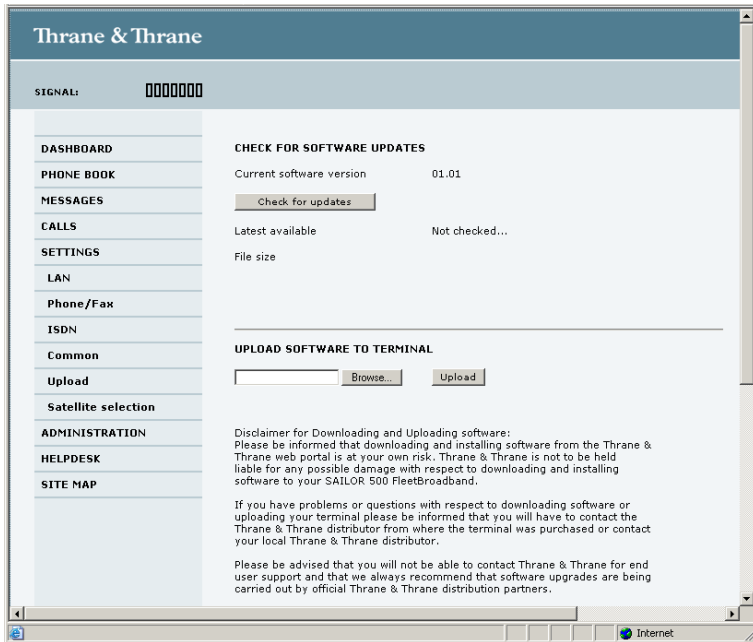 Thrane & Thrane
SIGNAL:
DASHBOARD
PHONE BOOK
MESSAGES
CALLS
SETTINGS
LAN
Phone/Fax
ISDN
Common
Upload
Satellite selection
ADMINISTRATION
HELPDESK
SITE MAP
CHECK FOR SOFTWARE UPDATES
Current software version 01.01
Check for updates
Latest available Not checked...
File size
UPLOAD SOFTWARE TO TERMINAL
Browse... Upload
Disclaimer for Downloading and Uploading software:
Please be informed that downloading and installing software from the Thrane &
Thrane web portal is at your own risk. Thrane & Thrane is not to be held
liable for any possible damage with respect to downloading and installing
software to your SAILOR 500 FleetBroadband.
If you have problems or questions with respect to downloading software or
uploading your terminal please be informed that you will have to contact the
Thrane & Thrane distributor from where the terminal was purchased or contact
your local Thrane & Thrane distributor.
Please be advised that you will not be able to contact Thrane & Thrane for end
user support and that we always recommend that software upgrades are being
carried out by official Thrane & Thrane distribution partners.
Internet